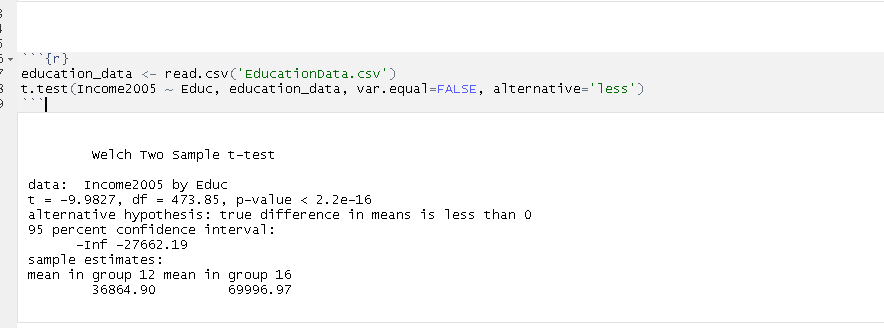 ```{r}
education_data <- read.csv('EducationData.csv')
t.test(Income2005 ~ Educ, education_data, var.equal=FALSE, alternative='less')
```
Welch Two Sample t-test
data:  Income2005 by Educ
t = -9.9827, df = 473.85, p-value < 2.2e-16
alternative hypothesis: true difference in means is less than 0
95 percent confidence interval:
-Inf -27662.19
sample estimates:
mean in group 12 mean in group 16
36864.90         69996.97